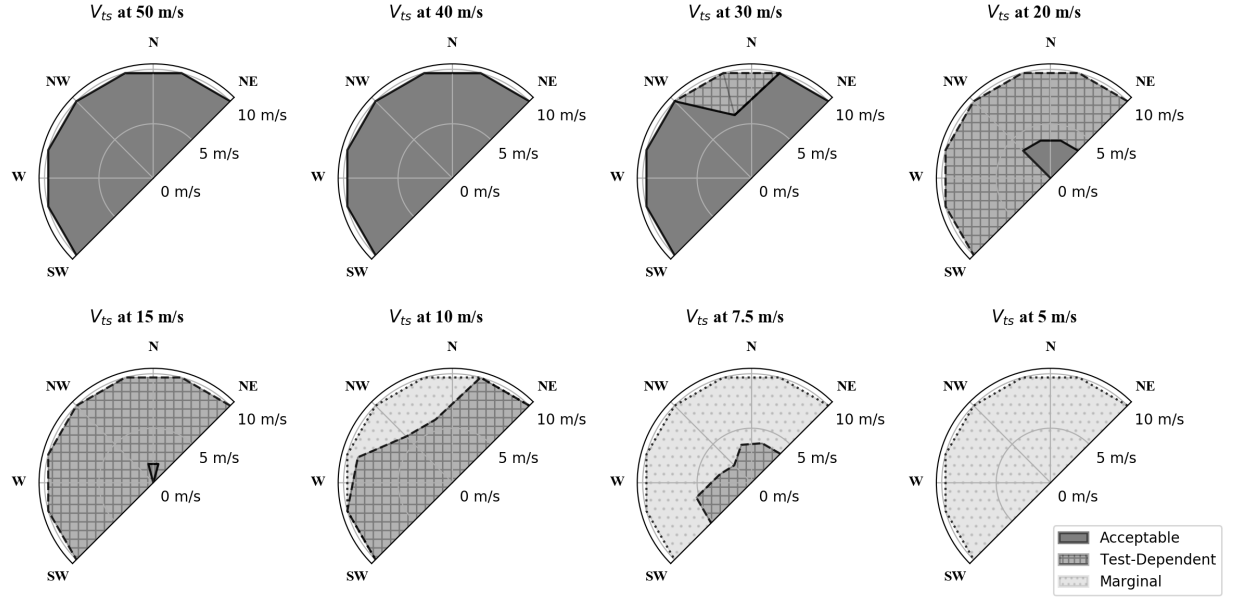 V_ts at 50 m/s
N
NW
NE
W
SW
10 m/s
5 m/s
0 m/s
V_ts at 40 m/s
N
NW
NE
W
SW
10 m/s
5 m/s
0 m/s
V_ts at 30 m/s
N
NW
NE
W
SW
10 m/s
5 m/s
0 m/s
V_ts at 20 m/s
N
NW
NE
W
SW
10 m/s
5 m/s
0 m/s
V_ts at 15 m/s
N
NW
NE
W
SW
10 m/s
5 m/s
0 m/s
V_ts at 10 m/s
N
NW
NE
W
SW
10 m/s
5 m/s
0 m/s
V_ts at 7.5 m/s
N
NW
NE
W
SW
10 m/s
5 m/s
0 m/s
V_ts at 5 m/s
N
NW
NE
W
SW
10 m/s
5 m/s
0 m/s
Acceptable
Test-Dependent
Marginal